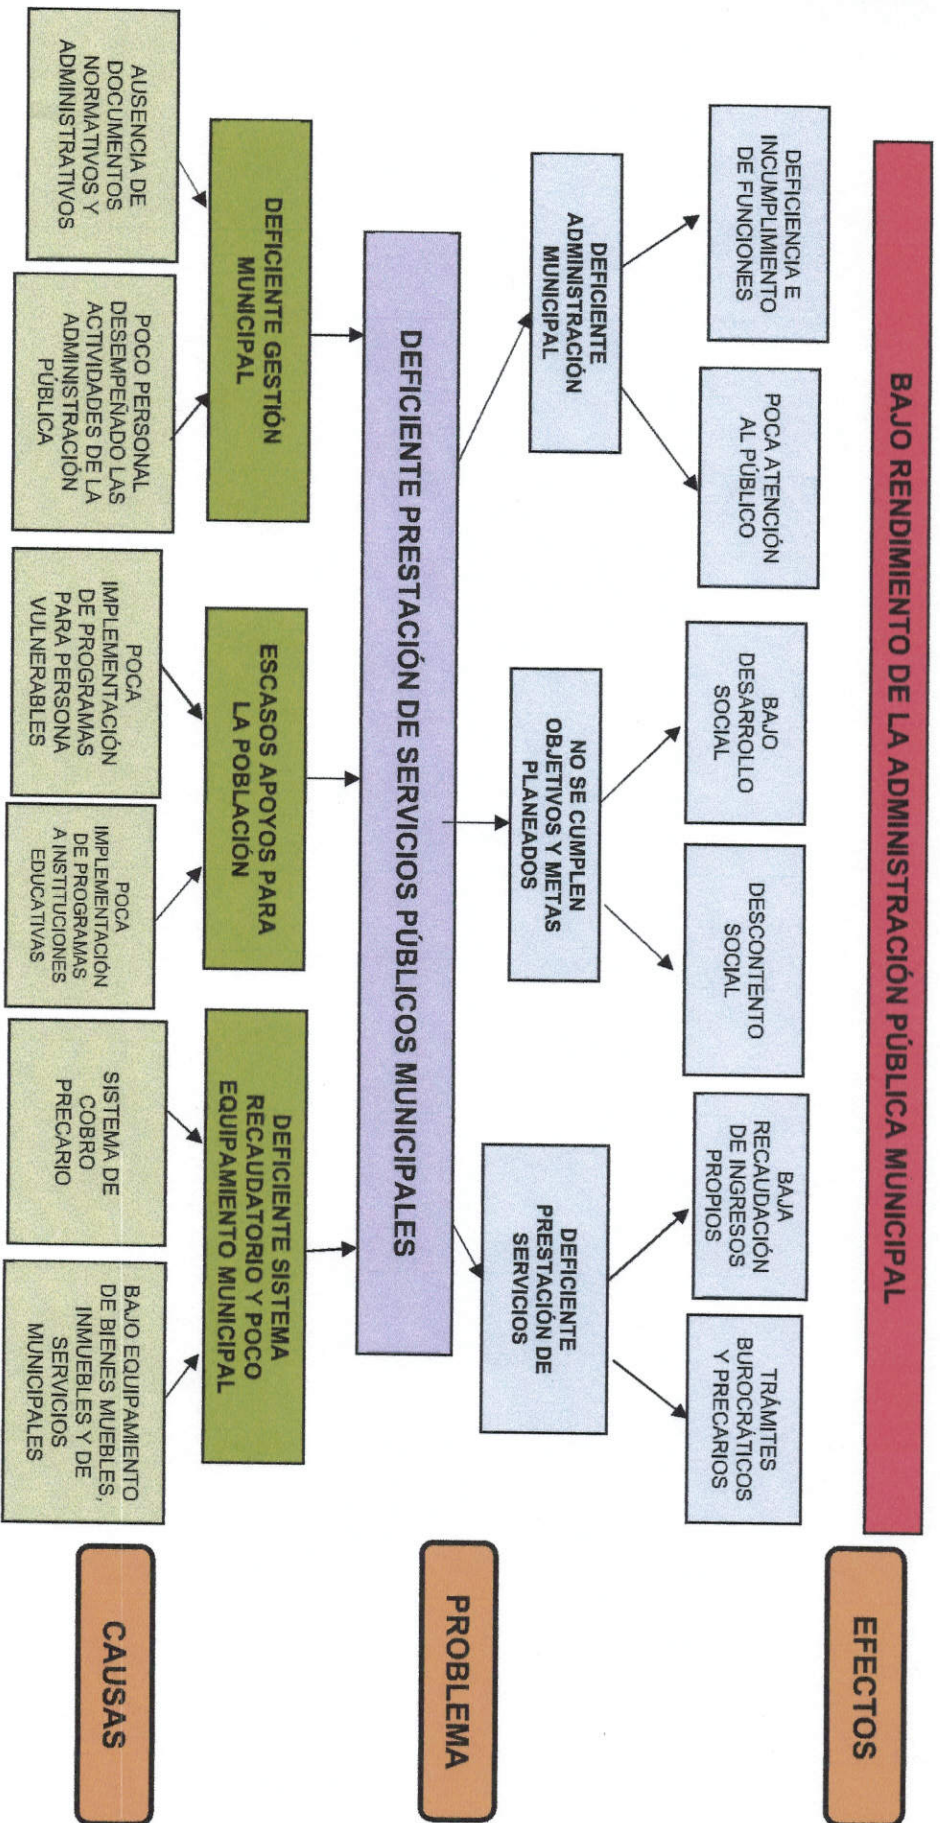 BAJO RENDIMIENTO DE LA ADMINISTRACIÓN PÚBLICA MUNICIPAL
EFECTOS
DEFICIENCIA E
INCUMPLIMIENTO
DE FUNCIONES
POCA ATENCIÓN
AL PÚBLICO
BAJO
DESARROLLO
SOCIAL
DESCONTENTO
SOCIAL
BAJA
RECAUDACIÓN
DE INGRESOS
PROPIOS
TRÁMITES
BUROCRÁTICOS
Y PRECARIOS
DEFICIENTE
ADMINISTRACIÓN
MUNICIPAL
NO SE CUMPLEN
OBJETIVOS Y METAS
PLANEADOS
DEFICIENTE
PRESTACIÓN DE
SERVICIOS
DEFICIENTE PRESTACIÓN DE SERVICIOS PÚBLICOS MUNICIPALES
PROBLEMA
DEFICIENTE GESTIÓN
MUNICIPAL
ESCASOS APOYOS PARA
LA POBLACIÓN
DEFICIENTE SISTEMA
RECAUDATORIO Y POCO
EQUIPAMIENTO MUNICIPAL
AUSENCIA DE
DOCUMENTOS
NORMATIVOS Y
ADMINISTRATIVOS
POCO PERSONAL
DESEMPEÑADO LAS
ACTIVIDADES DE LA
ADMINISTRACIÓN
PÚBLICA
POCA
IMPLEMENTACIÓN
DE PROGRAMAS
PARA PERSONA
VULNERABLES
POCA
IMPLEMENTACIÓN
DE PROGRAMAS
A INSTITUCIONES
EDUCATIVAS
SISTEMA DE
COBRO
PRECARIO
BAJO EQUIPAMIENTO
DE BIENES MUEBLES,
INMUEBLES Y DE
SERVICIOS
MUNICIPALES
CAUSAS